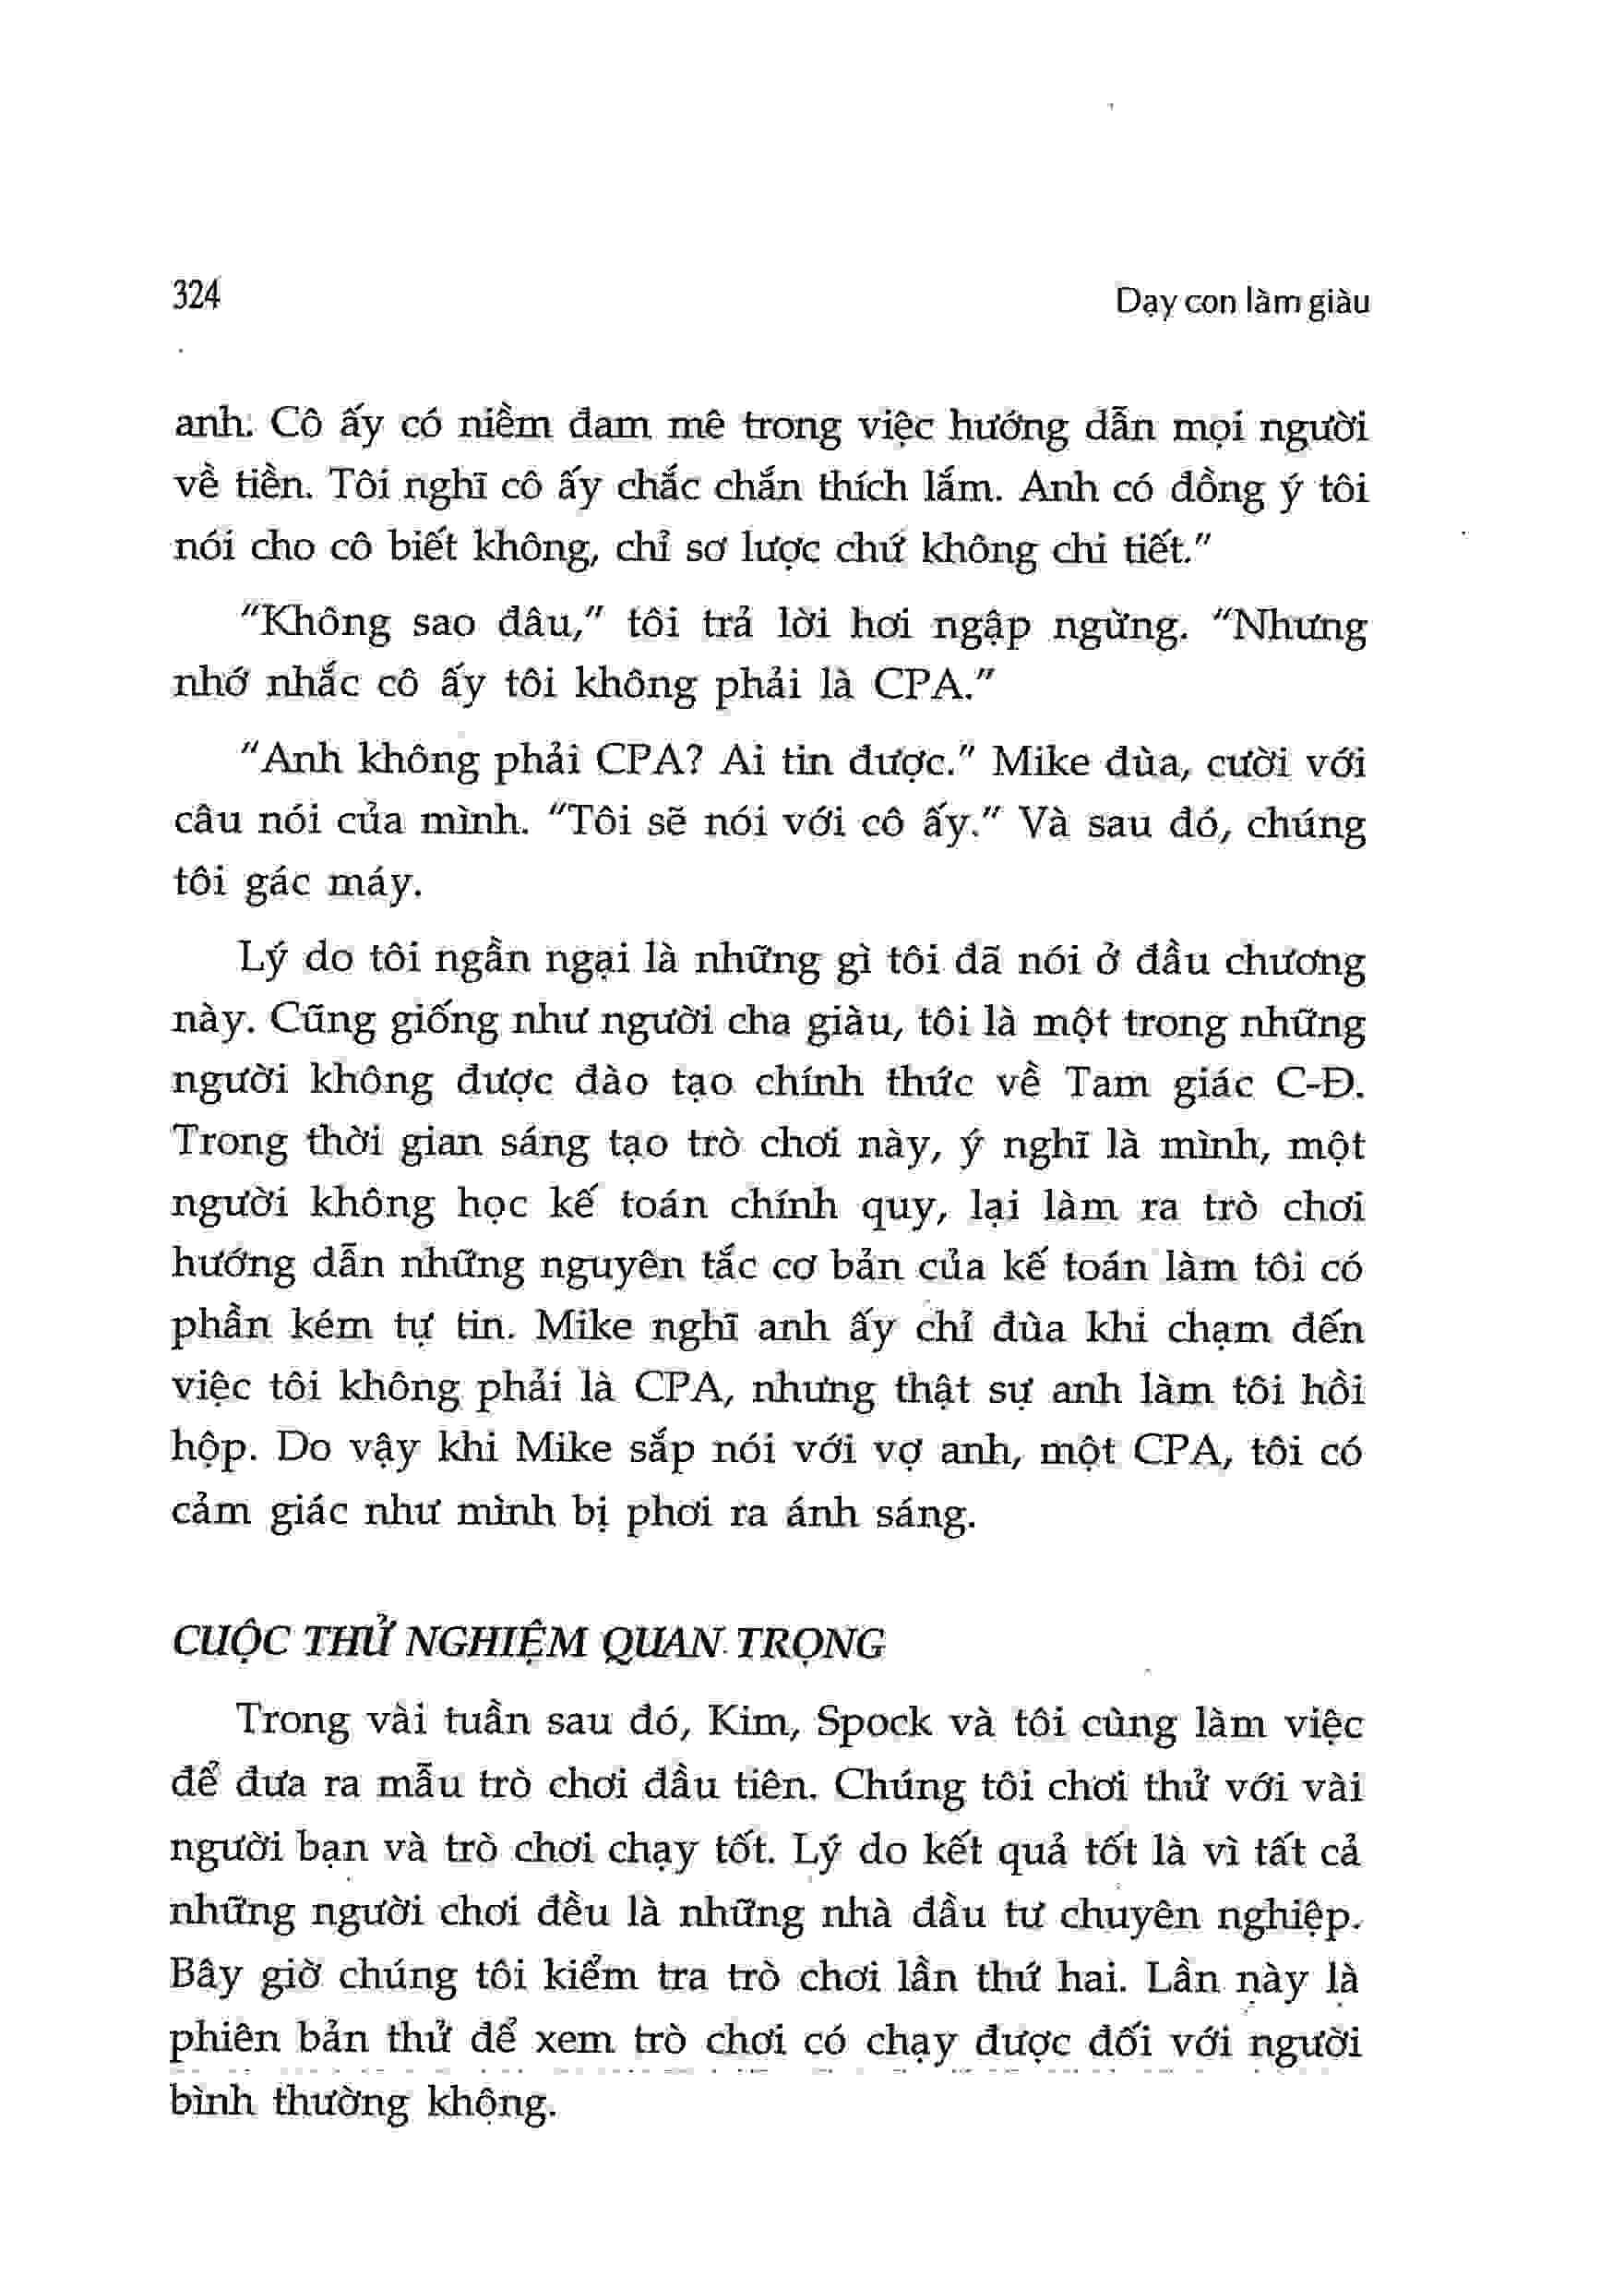 324
Dạy con làm giàu
anh. Cô ấy có niềm đam mê trong việc hướng dẫn mọi người
về tiền. Tôi nghĩ cô ấy chắc chắn thích lắm. Anh có đồng ý tôi
nói cho cô biết không, chỉ sơ lược chứ không chi tiết."
"Không sao đâu," tôi trả lời hơi ngập ngừng. "Nhưng
nhớ nhắc cô ấy tôi không phải là CPA."
"Anh không phải CPA? Ai tin được." Mike đùa, cười với
câu nói của mình. "Tôi sẽ nói với cô ấy." Và sau đó, chúng
tôi gác máy.
Lý do tôi ngần ngại là những gì tôi đã nói ở đầu chương
này. Cũng giống như người cha giàu, tôi là một trong những
người không được đào tạo chính thức về Tam giác C-Đ.
Trong thời gian sáng tạo trò chơi này, ý nghĩ là mình, một
người không học kế toán chính quy, lại làm ra trò chơi
hướng dẫn những nguyên tắc cơ bản của kế toán làm tôi có
phần kém tự tin. Mike nghĩ anh ấy chỉ đùa khi chạm đến
việc tôi không phải là CPA, nhưng thật sự anh làm tôi hồi
hộp. Do vậy khi Mike sắp nói với vợ anh, một CPA, tôi có
cảm giác như mình bị phơi ra ánh sáng.
CUỘC THỬ NGHIỆM QUAN TRỌNG
Trong vài tuần sau đó, Kim, Spock và tôi cùng làm việc
để đưa ra mẫu trò chơi đầu tiên. Chúng tôi chơi thử với vài
người bạn và trò chơi chạy tốt. Lý do kết quả tốt là vì tất cả
những người chơi đều là những nhà đầu tư chuyên nghiệp.
Bây giờ chúng tôi kiểm tra trò chơi lần thứ hai. Lần này là
phiên bản thử để xem trò chơi có chạy được đối với người
bình thường không.